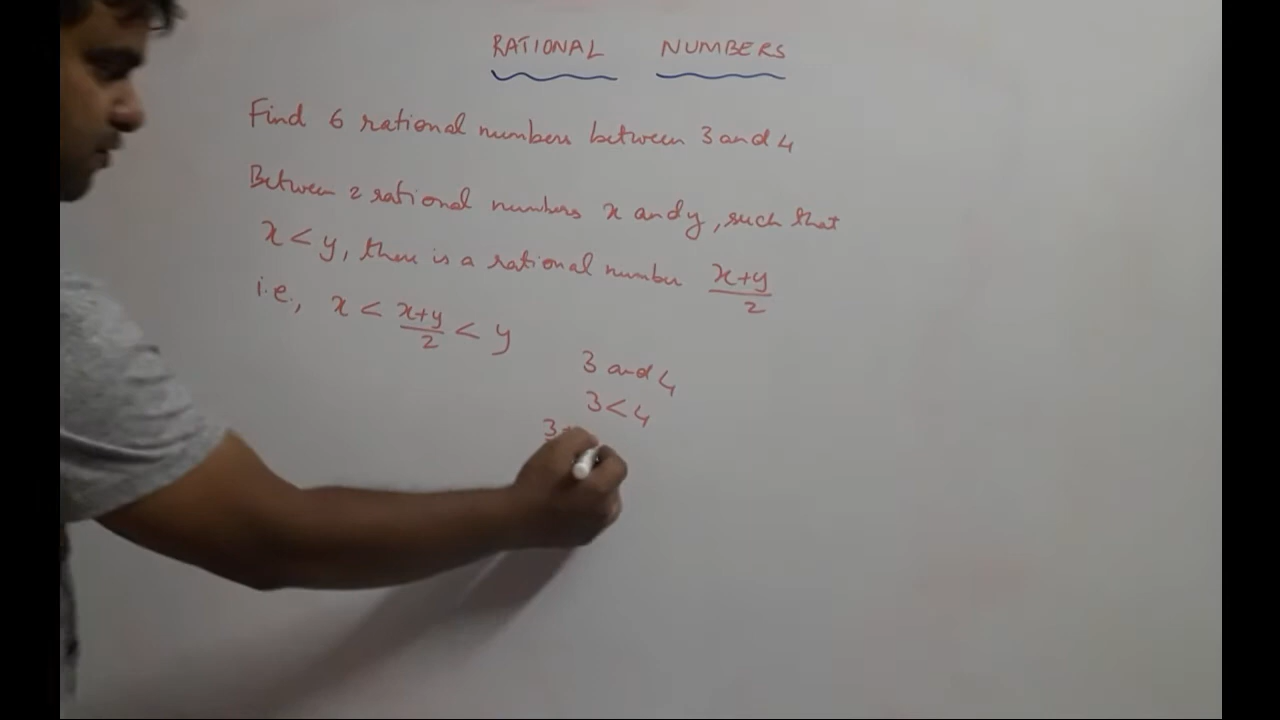 RATIONAL NUMBERS
Find 6 rational numbers between 3 and 4
Between 2 rational numbers x and y, such that
x < y, there is a rational number x+y/2
i.e., x < x+y/2 < y
3 and 4
3 < 4
3